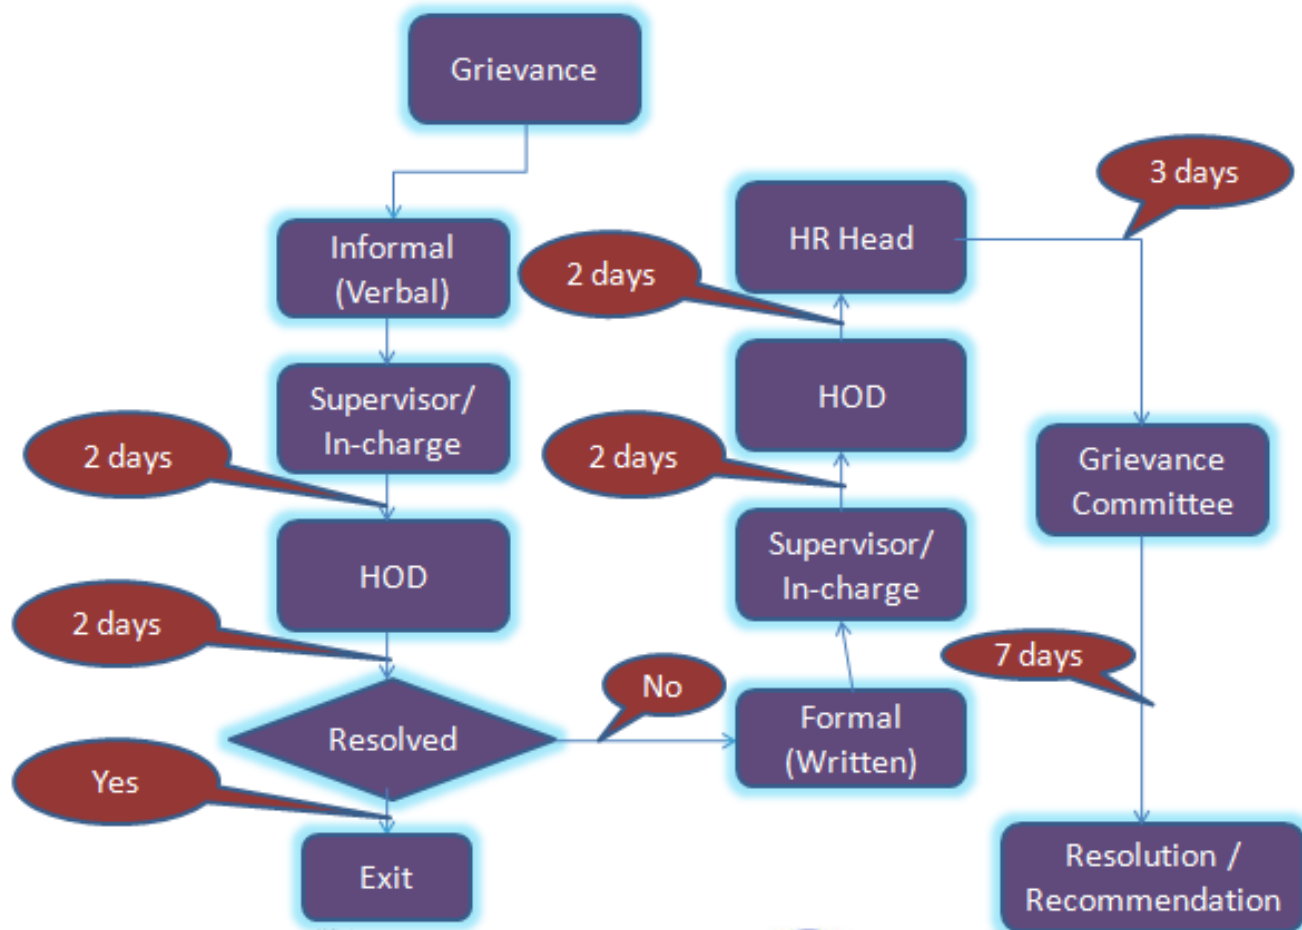 Grievance
Informal
(Verbal)
Supervisor/
In-charge
2 days
HOD
2 days
Resolved
Yes
Exit
No
Formal
(Written)
Supervisor/
In-charge
2 days
HOD
2 days
HR Head
3 days
Grievance
Committee
7 days
Resolution /
Recommendation